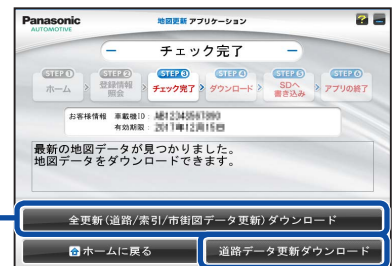 Panasonic
AUTOMOTIVE
地図更新 アプリケーション
?
チェック完了
STEP① STEP② STEP③ STEP④ STEP⑤ STEP⑥
ホーム > 登録情報照会 > チェック完了 > ダウンロード > SDへ書き込み > アプリの終了
お客様情報 車載機ID: AB1234567890
有効期限: 2017年12月15日
最新の地図データが見つかりました。
地図データをダウンロードできます。
全更新(道路/索引/市街図データ更新)ダウンロード
ホームに戻る
道路データ更新ダウンロード